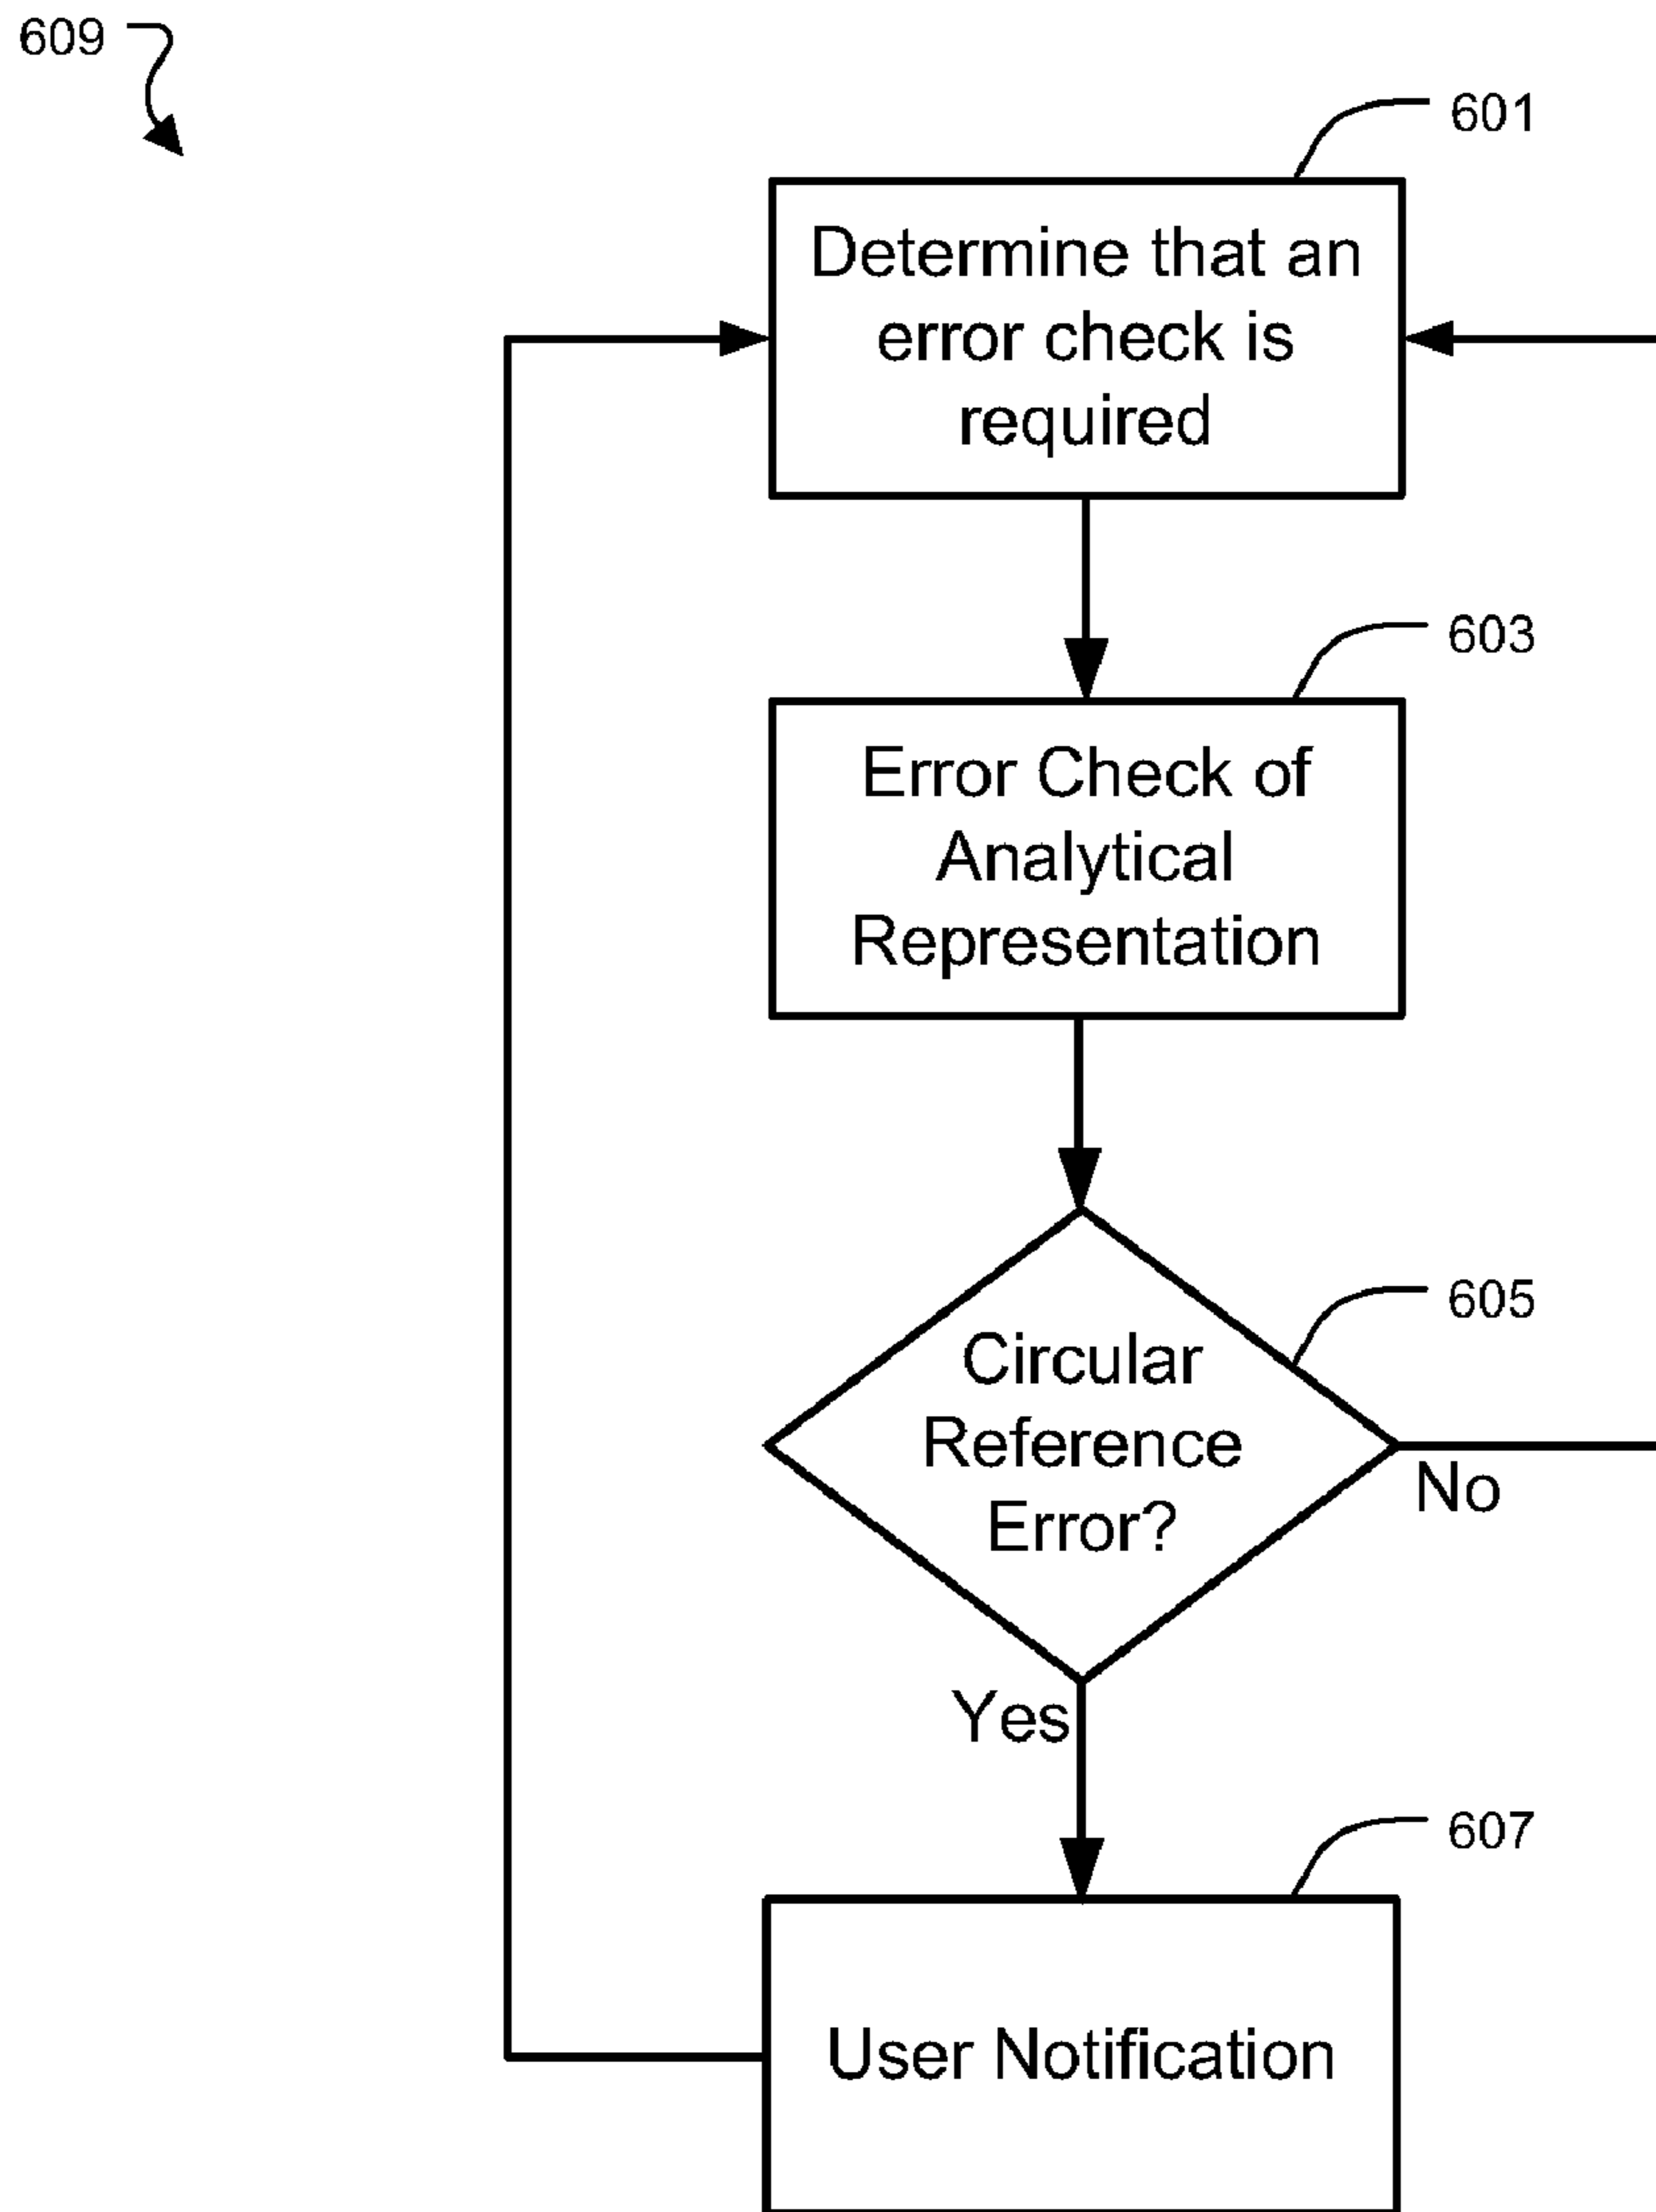 609
601
Determine that an
error check is
required
603
Error Check of
Analytical
Representation
605
Circular
Reference
Error?
No
Yes
607
User Notification